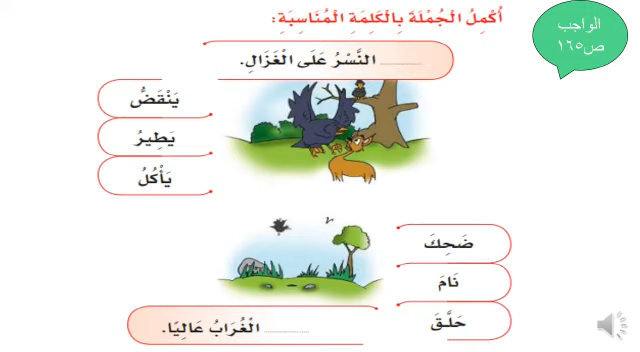 أُكْمِلُ الْجُمْلَةَ بِالْكَلِمَةِ الْمُنَاسِبَةِ:
الواجب
ص١٦٥
............ النَّسْرُ عَلَى الْغَزَالِ.
يَنْقَضُّ
يَطِيرُ
يَأْكُلُ
ضَحِكَ
نَامَ
حَلَّقَ
............ الْغُرَابُ عَالِيًا.